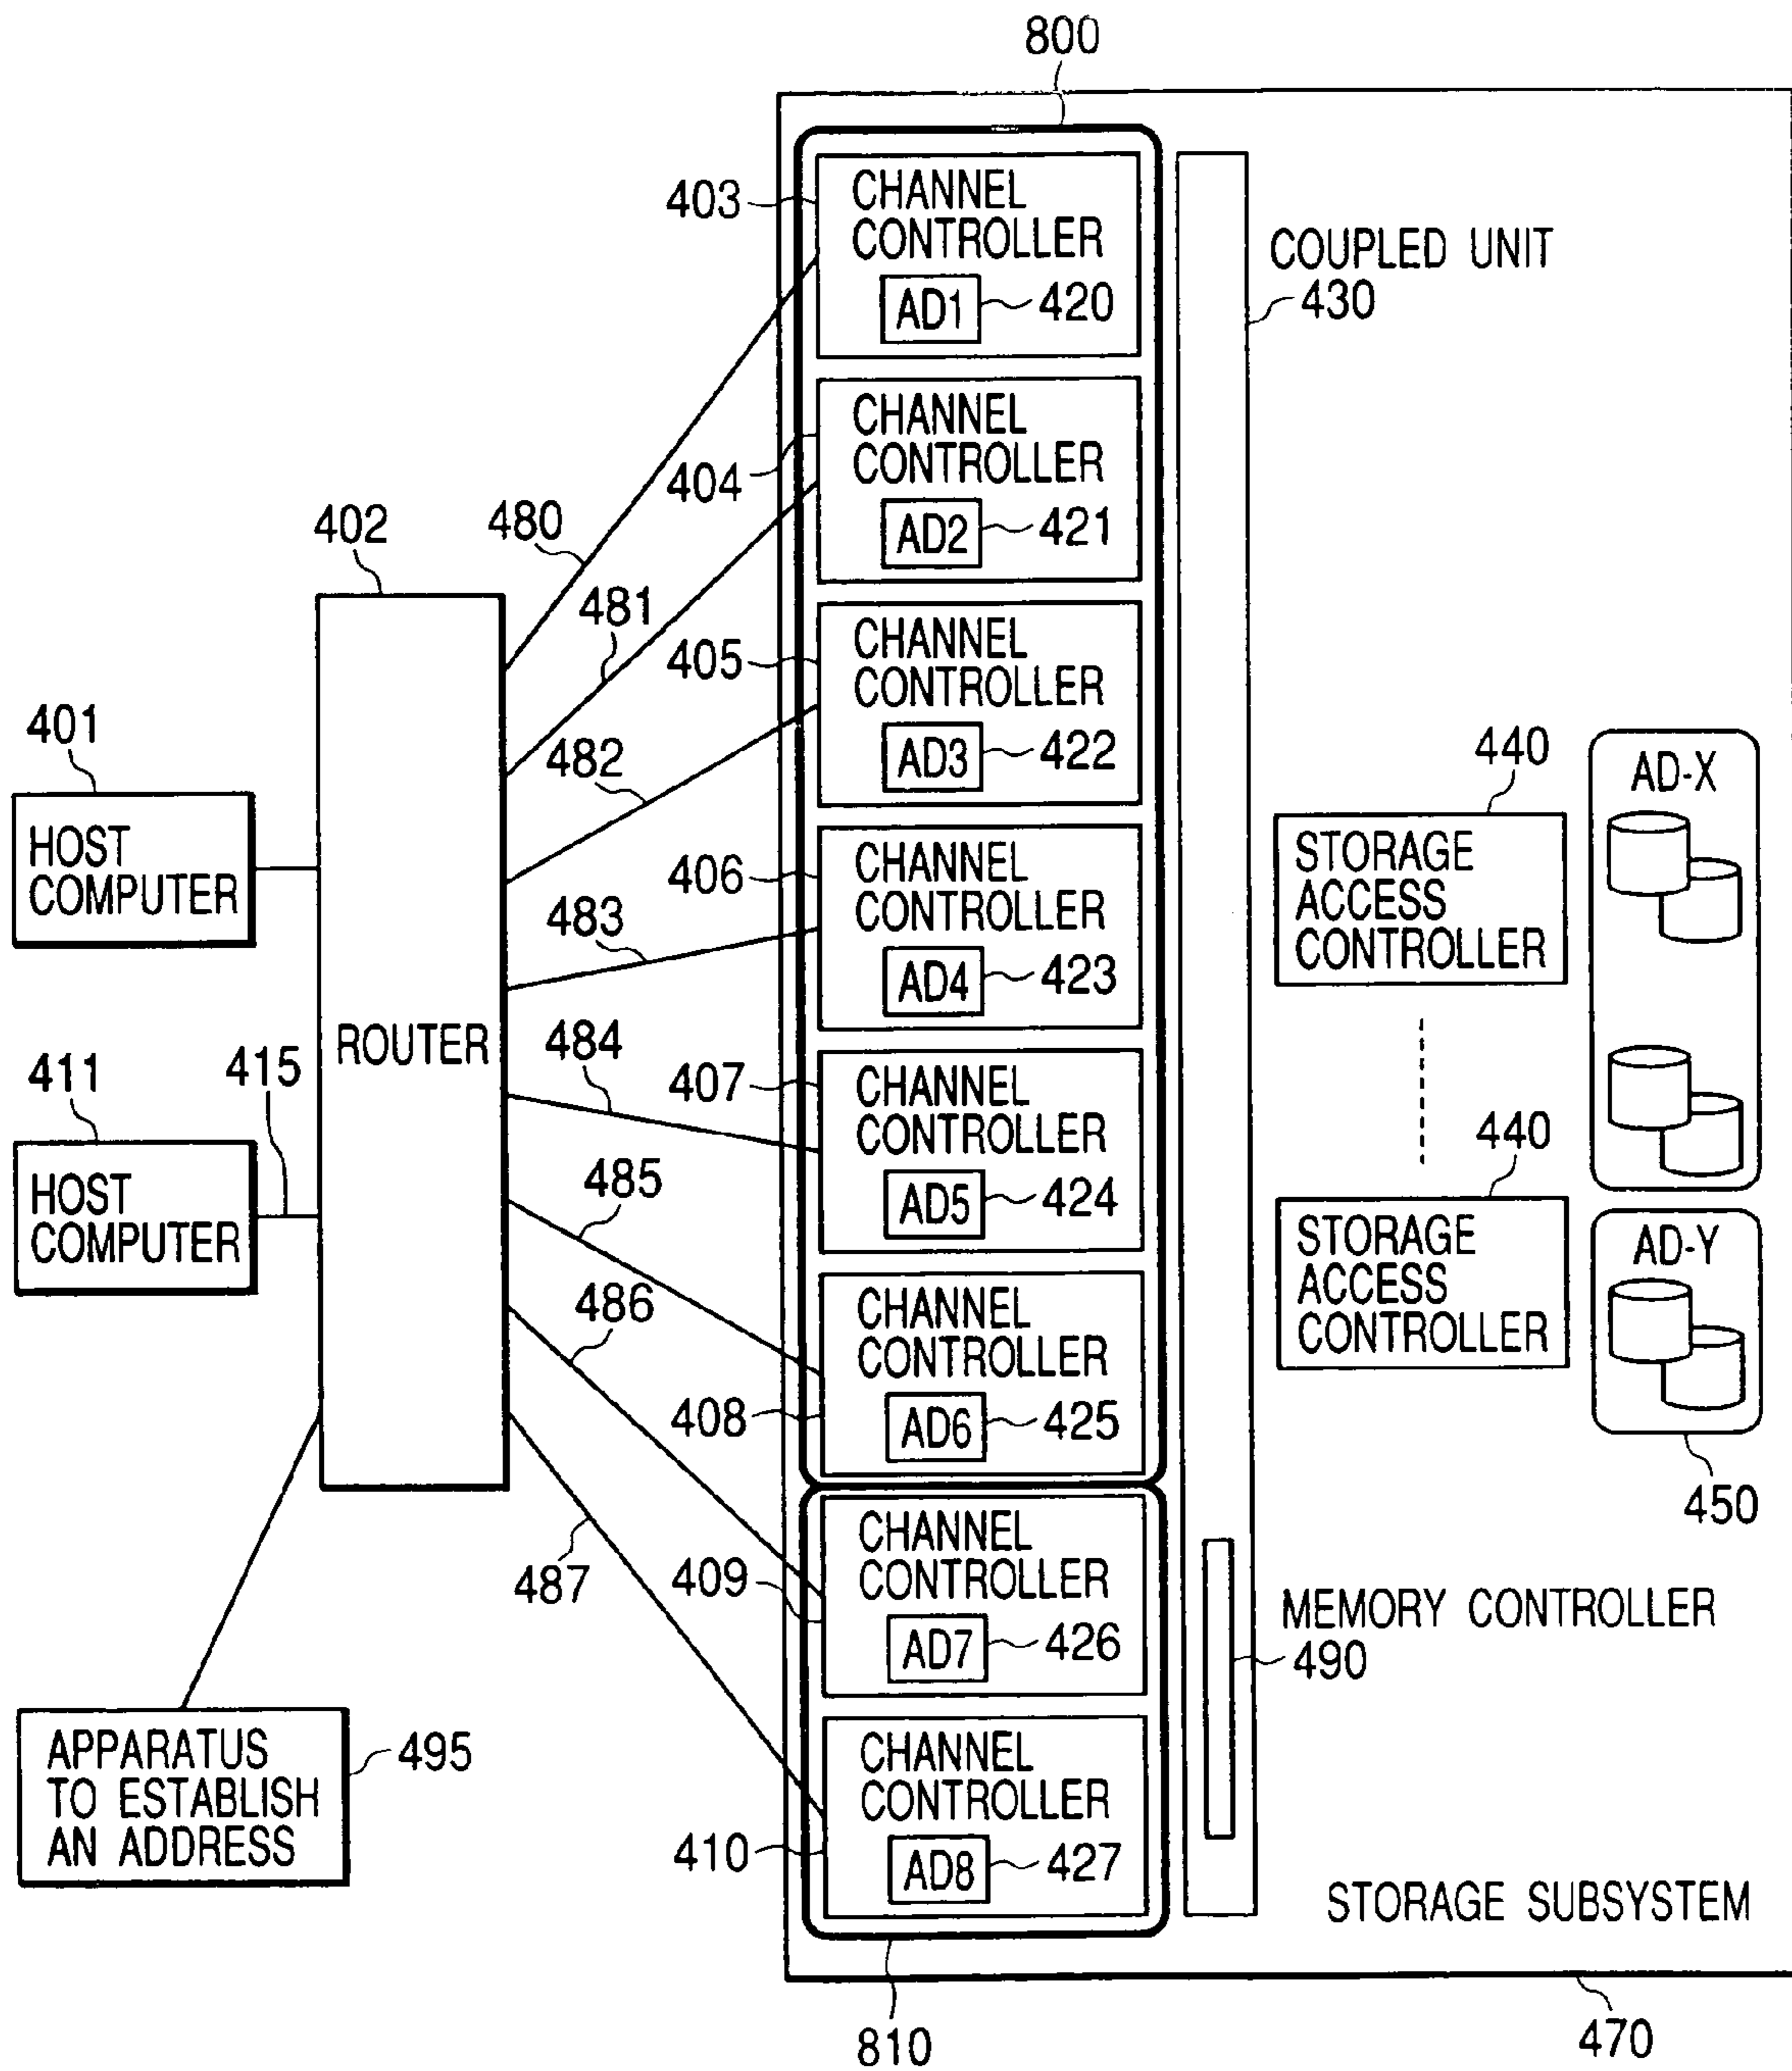 800
403
CHANNEL
CONTROLLER
AD1
420
COUPLED UNIT
430
404
CHANNEL
CONTROLLER
AD2
421
402
480
481
405
CHANNEL
CONTROLLER
AD3
422
401
HOST
COMPUTER
482
440
STORAGE
ACCESS
CONTROLLER
AD-X
406
CHANNEL
CONTROLLER
AD4
423
483
ROUTER
411
415
HOST
COMPUTER
484
407
CHANNEL
CONTROLLER
AD5
424
440
STORAGE
ACCESS
CONTROLLER
AD-Y
450
485
486
408
CHANNEL
CONTROLLER
AD6
425
487
409
CHANNEL
CONTROLLER
AD7
426
MEMORY CONTROLLER
490
APPARATUS
TO ESTABLISH
AN ADDRESS
495
410
CHANNEL
CONTROLLER
AD8
427
STORAGE SUBSYSTEM
810
470